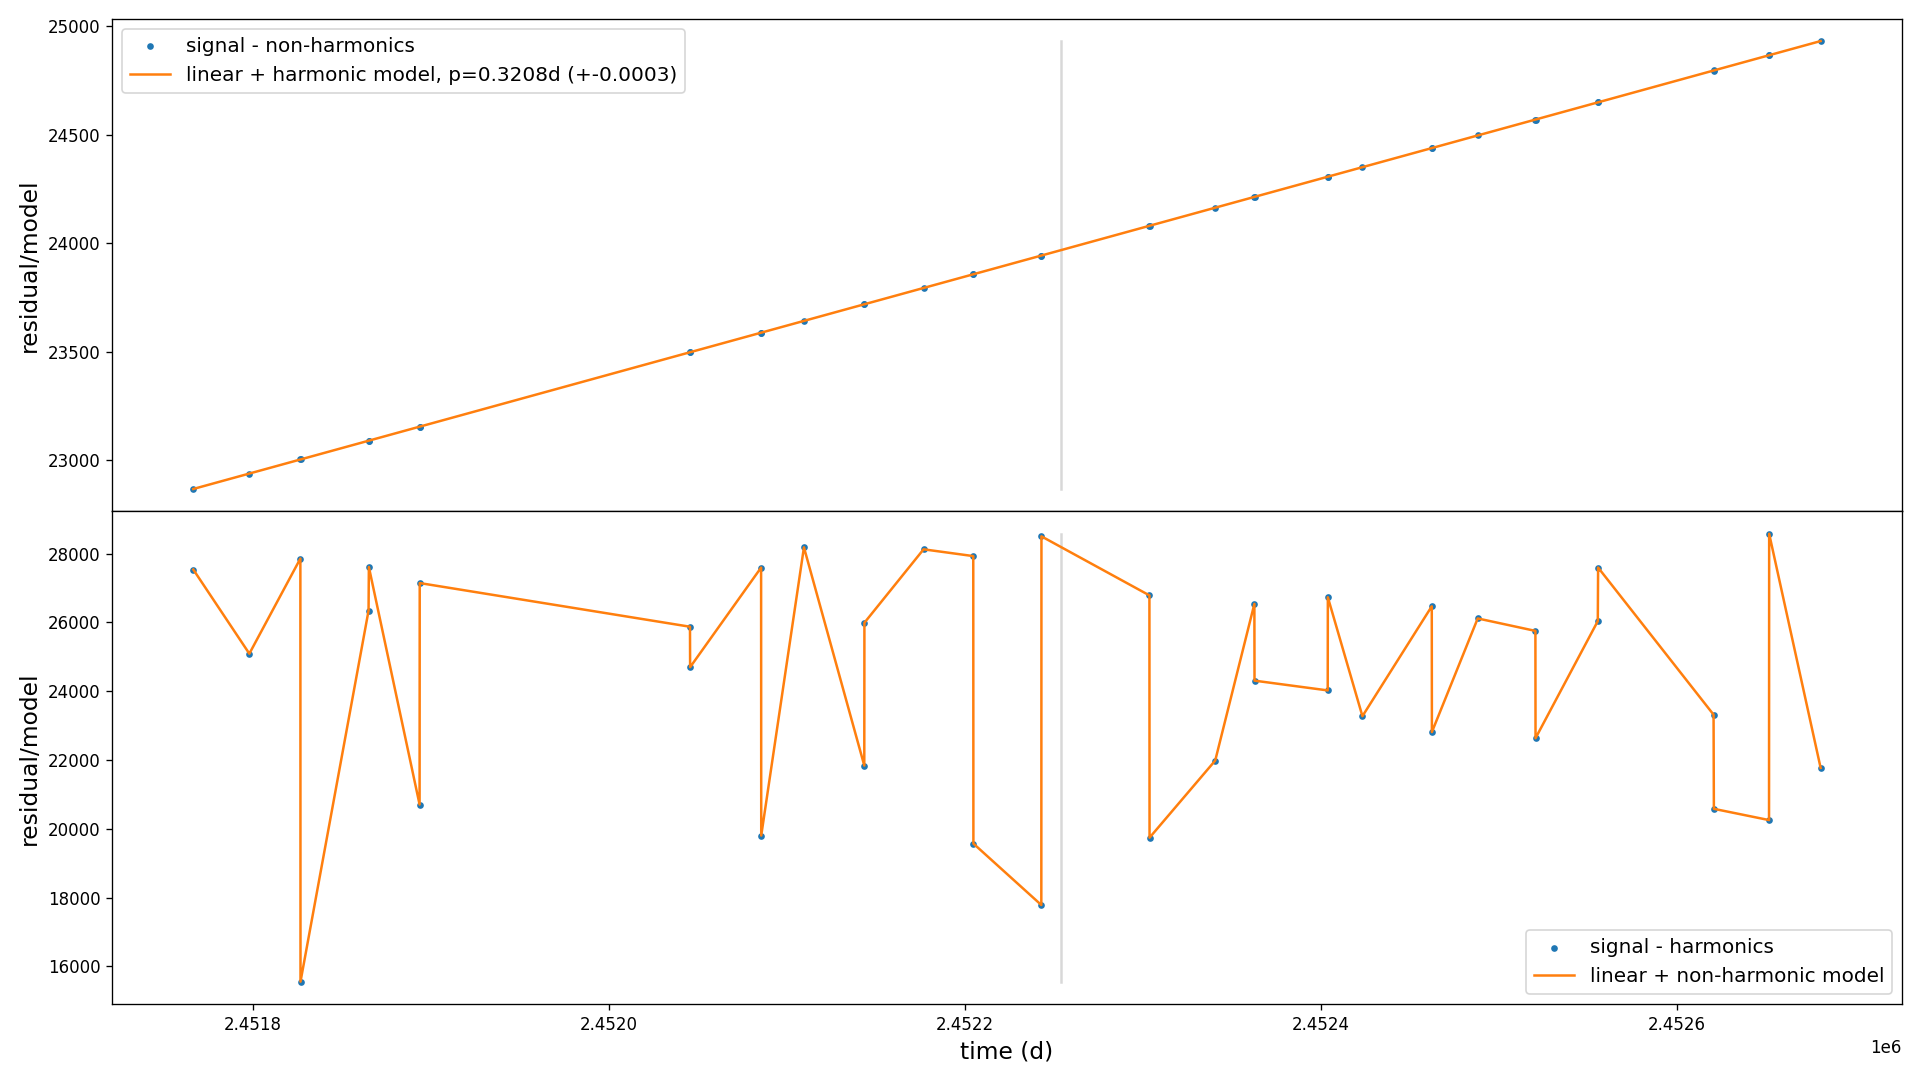 signal - non-harmonics
linear + harmonic model, p=0.3208d (+-0.0003)
25000
24500
24000
23500
23000
residual/model
28000
26000
24000
22000
20000
18000
16000
residual/model
signal - harmonics
linear + non-harmonic model
2.4518
2.4520
2.4522
2.4524
2.4526
1e6
time (d)